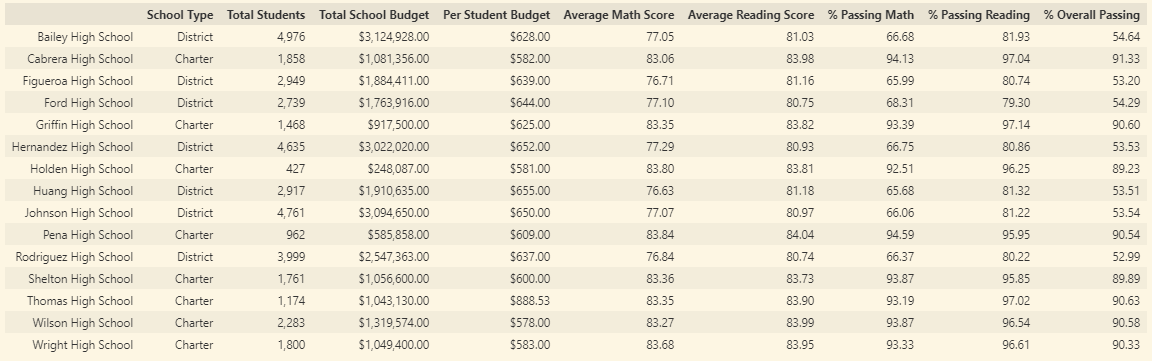 School Type Total Students Total School Budget Per Student Budget Average Math Score Average Reading Score % Passing Math % Passing Reading % Overall Passing
Bailey High School District 4,976 $3,124,928.00 $628.00 77.05 81.03 66.68 81.93 54.64
Cabrera High School Charter 1,858 $1,081,356.00 $582.00 83.06 83.98 94.13 97.04 91.33
Figueroa High School District 2,949 $1,884,411.00 $639.00 76.71 81.16 65.99 80.74 53.20
Ford High School District 2,739 $1,763,916.00 $644.00 77.10 80.75 68.31 79.30 54.29
Griffin High School Charter 1,468 $917,500.00 $625.00 83.35 83.82 93.39 97.14 90.60
Hernandez High School District 4,635 $3,022,020.00 $652.00 77.29 80.93 66.75 80.86 53.53
Holden High School Charter 427 $248,087.00 $581.00 83.80 83.81 92.51 96.25 89.23
Huang High School District 2,917 $1,910,635.00 $655.00 76.63 81.18 65.68 81.32 53.51
Johnson High School District 4,761 $3,094,650.00 $650.00 77.07 80.97 66.06 81.22 53.54
Pena High School Charter 962 $585,858.00 $609.00 83.84 84.04 94.59 95.95 90.54
Rodriguez High School District 3,999 $2,547,363.00 $637.00 76.84 80.74 66.37 80.22 52.99
Shelton High School Charter 1,761 $1,056,600.00 $600.00 83.36 83.73 93.87 95.85 89.89
Thomas High School Charter 1,174 $1,043,130.00 $888.53 83.35 83.90 93.19 97.02 90.63
Wilson High School Charter 2,283 $1,319,574.00 $578.00 83.27 83.99 93.87 96.54 90.58
Wright High School Charter 1,800 $1,049,400.00 $583.00 83.68 83.95 93.33 96.61 90.33